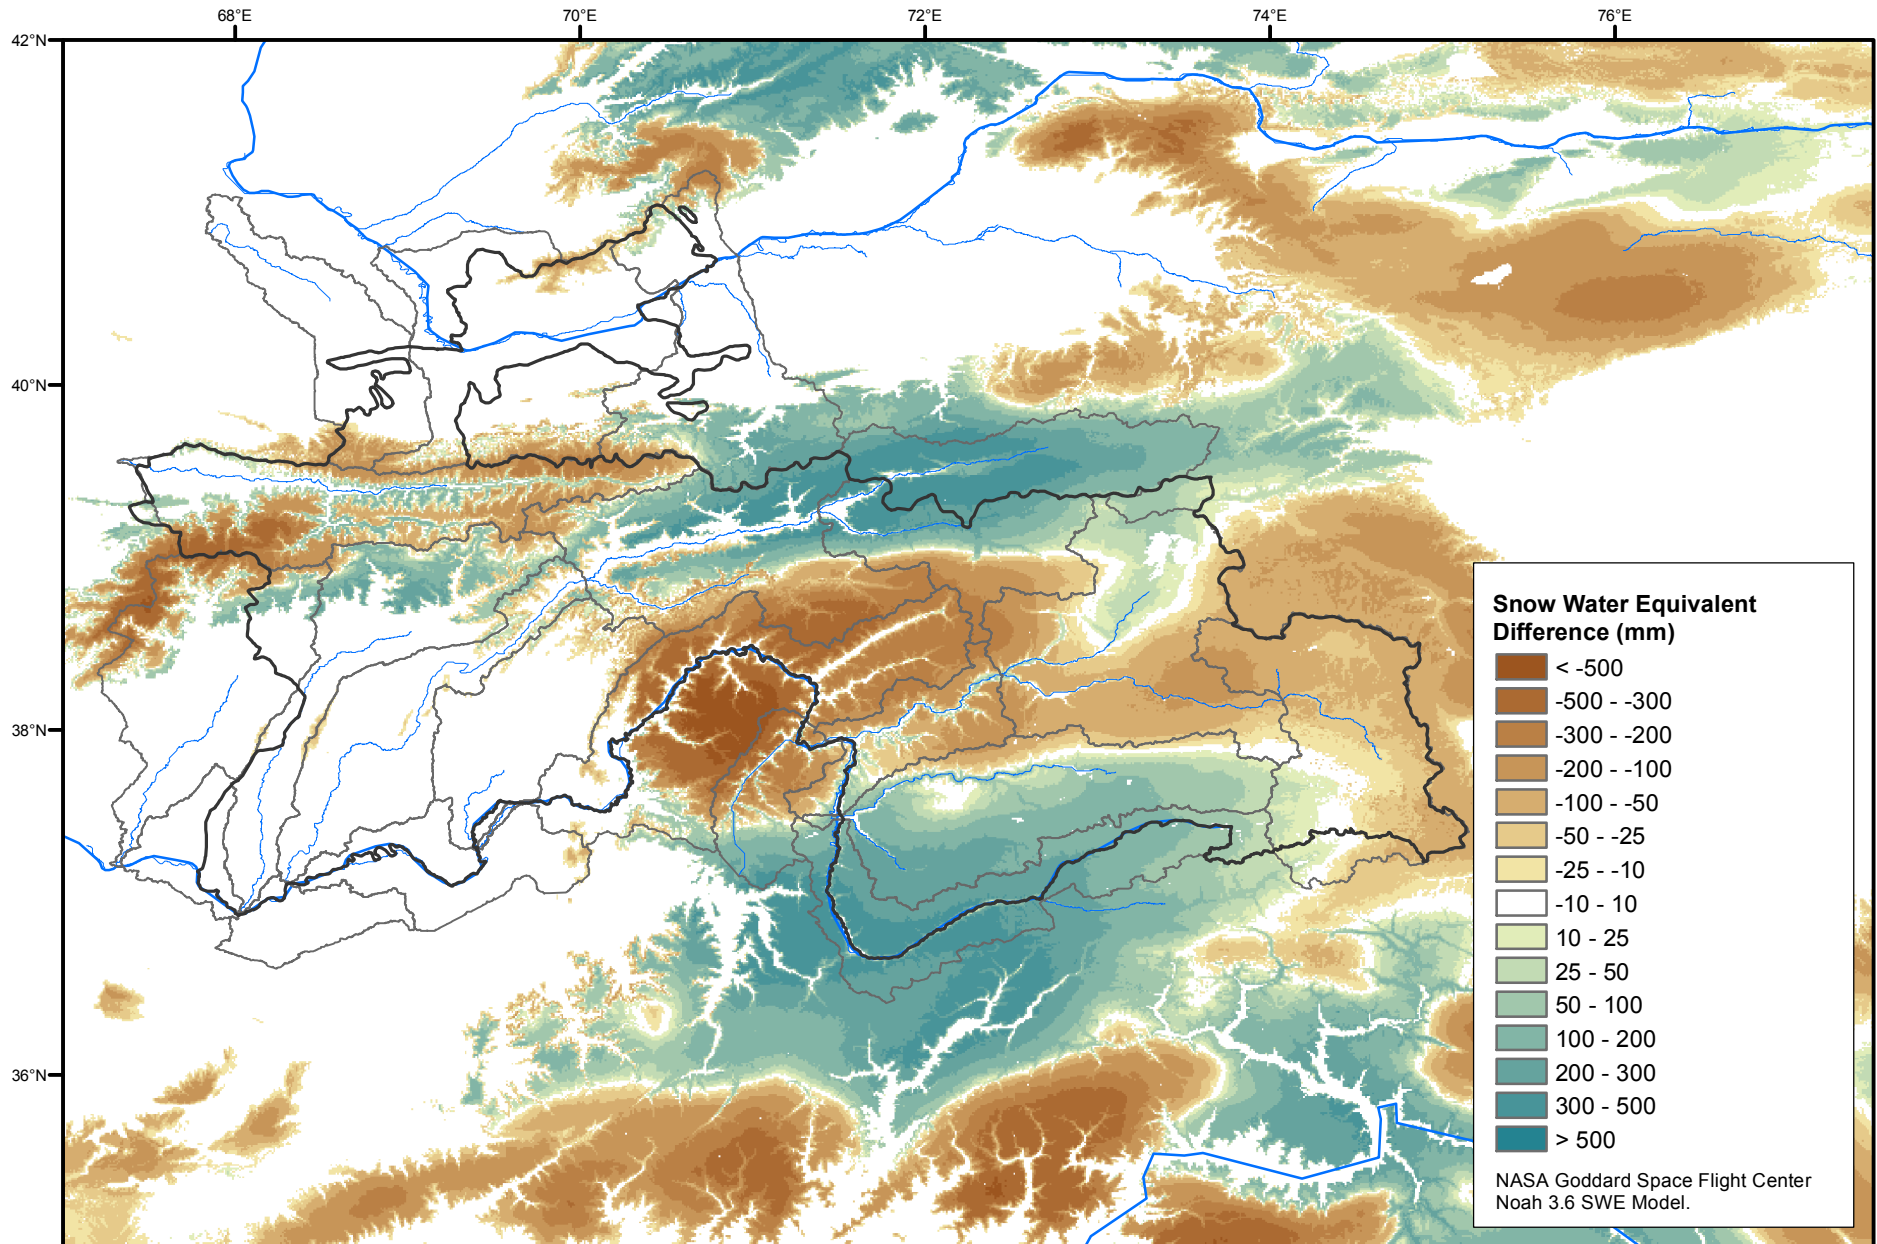 68°E 70°E 72°E 74°E 76°E
42°N
40°N
38°N
36°N
Snow Water Equivalent
Difference (mm)
< -500
-500 - -300
-300 - -200
-200 - -100
-100 - -50
-50 - -25
-25 - -10
-10 - 10
10 - 25
25 - 50
50 - 100
100 - 200
200 - 300
300 - 500
> 500
NASA Goddard Space Flight Center
Noah 3.6 SWE Model.